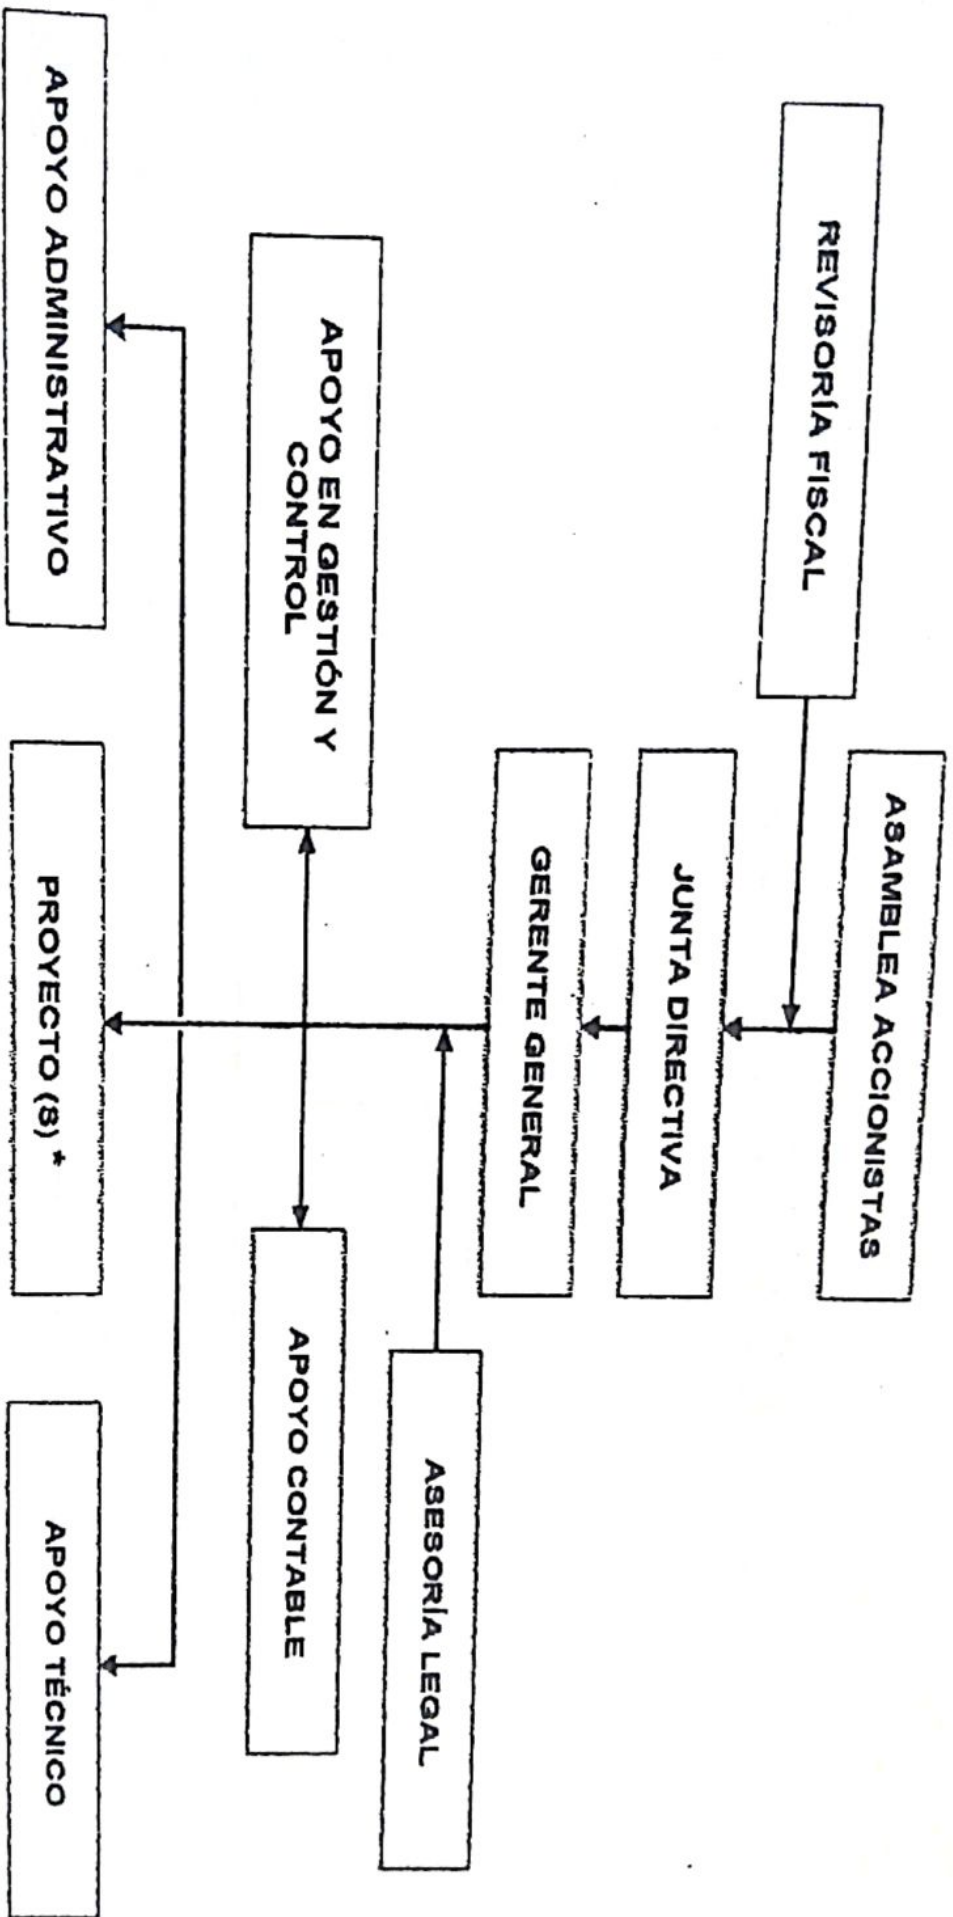 ASAMBLEA ACCIONISTAS
REVISORÍA FISCAL
JUNTA DIRECTIVA
GERENTE GENERAL
ASESORÍA LEGAL
APOYO EN GESTIÓN Y
CONTROL
APOYO CONTABLE
APOYO ADMINISTRATIVO
PROYECTO (S) *
APOYO TÉCNICO